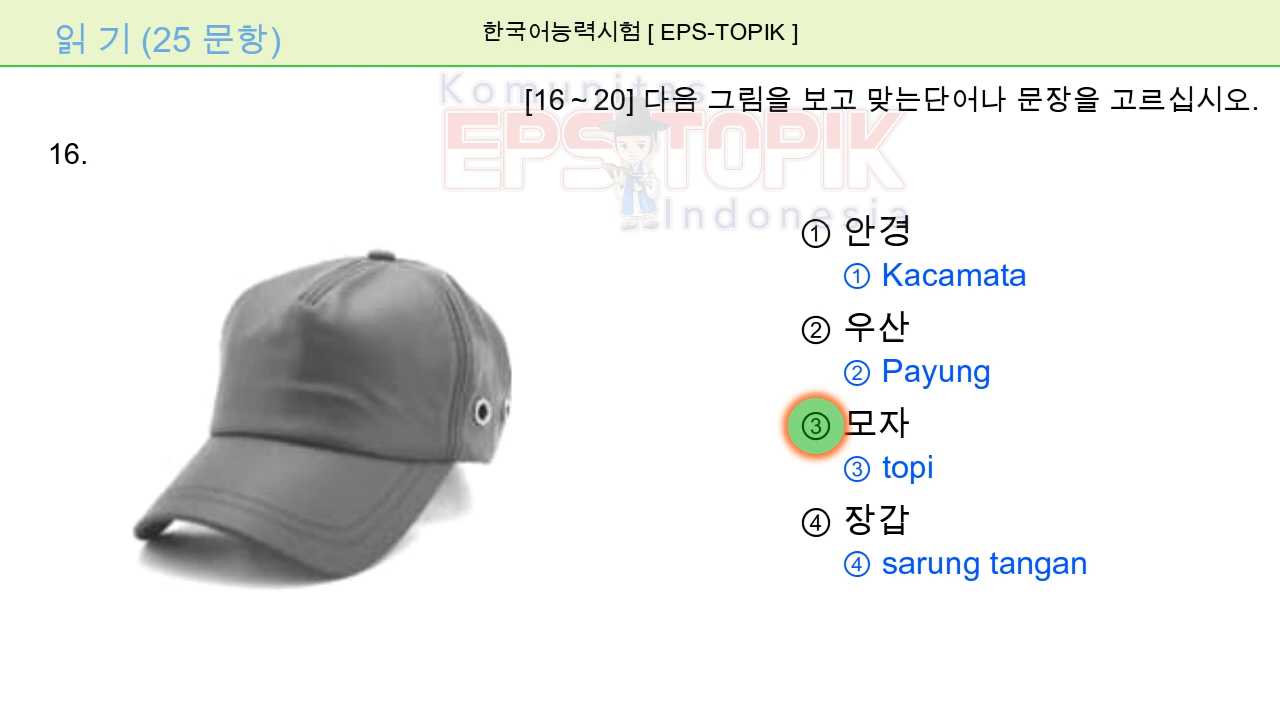 읽 기 (25 문항)
한국어능력시험 [ EPS-TOPIK ]
Komunitas
EPS TOPIK
Indonesia
[16 ~ 20] 다음 그림을 보고 맞는단어나 문장을 고르십시오.
16.
① 안경
① Kacamata
② 우산
② Payung
③ 모자
③ topi
④ 장갑
④ sarung tangan